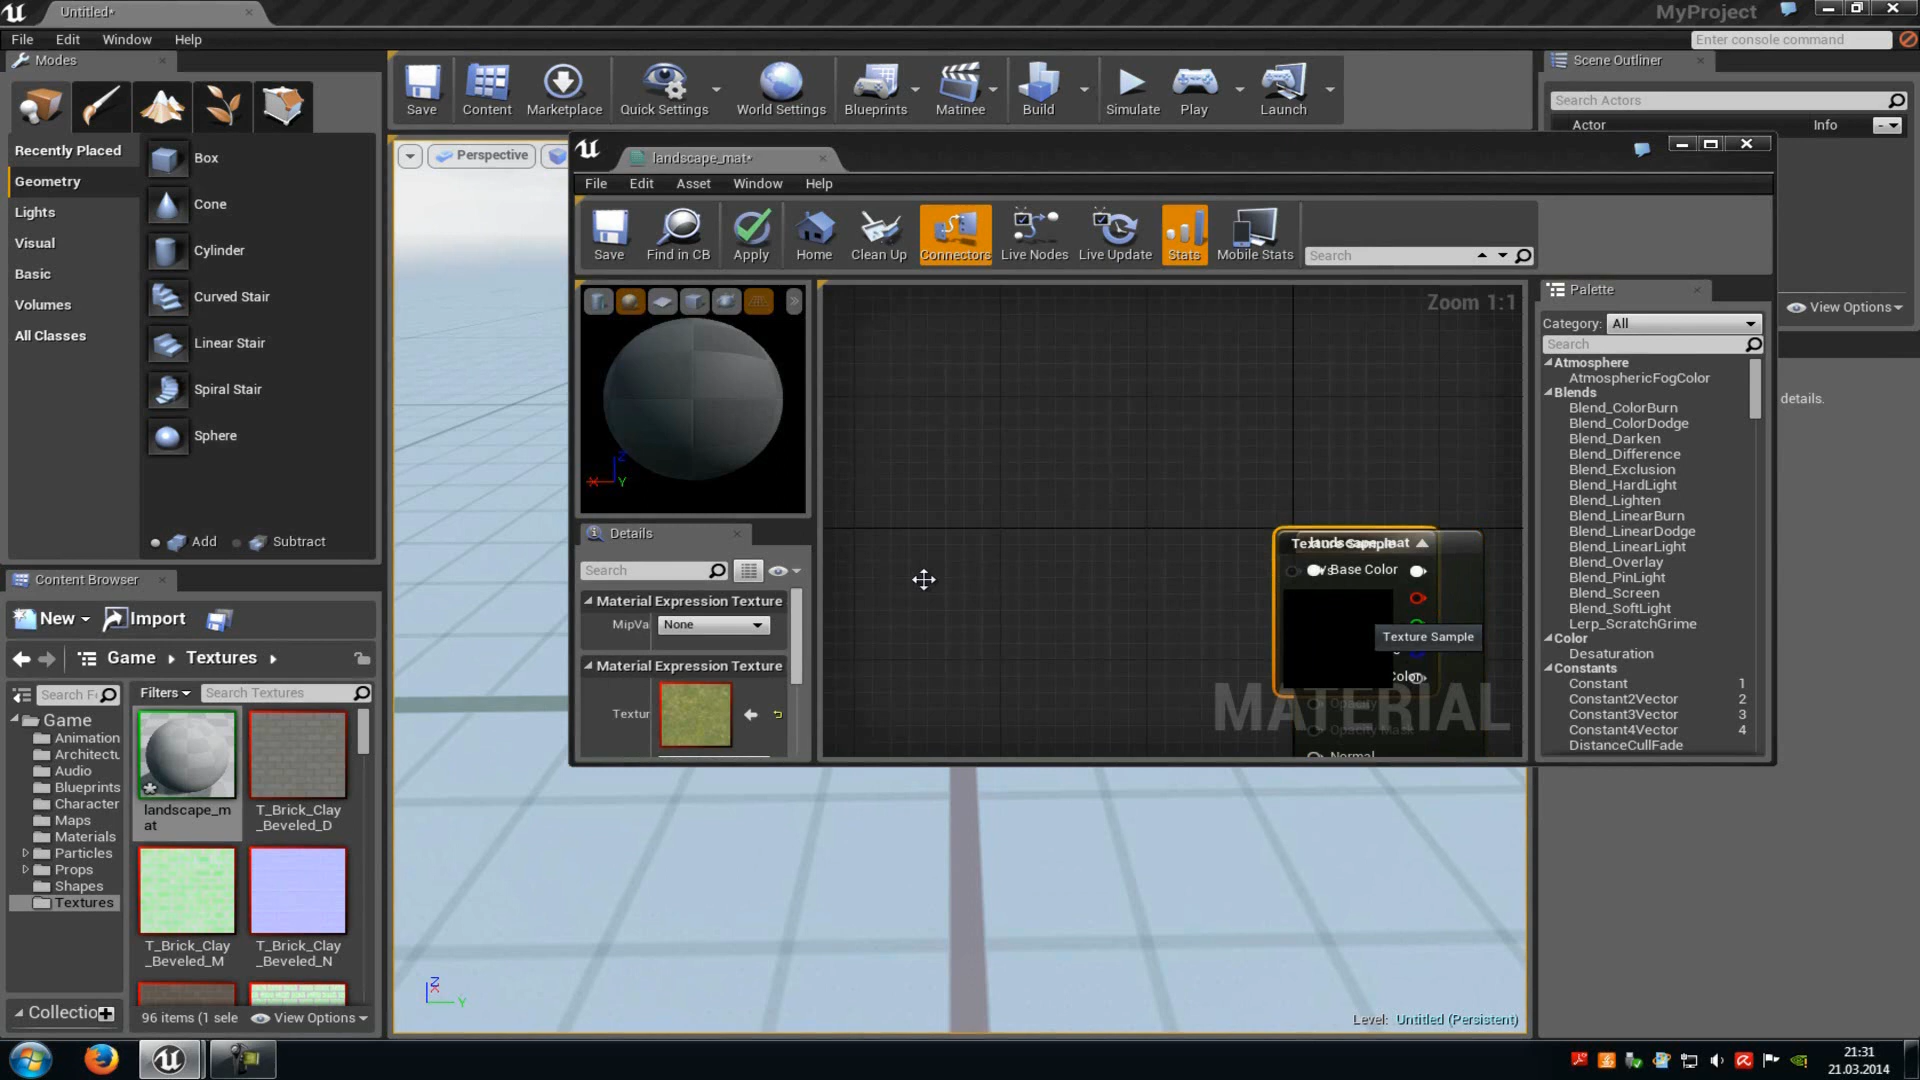 Untitled*
MyProject
File Edit Window Help
Enter console command
Modes
Save
Content
Marketplace
Quick Settings
World Settings
Blueprints
Matinee
Build
Simulate
Play
Launch
Scene Outliner
Search Actors
Actor Info
Recently Placed
Geometry
Lights
Visual
Basic
Volumes
All Classes
Box
Cone
Cylinder
Curved Stair
Linear Stair
Spiral Stair
Sphere
Add Subtract
Perspective
landscape_mat*
File Edit Asset Window Help
Save
Find in CB
Apply
Home
Clean Up
Connectors
Live Nodes
Live Update
Stats
Mobile Stats
Search
Zoom 1:1
Z
X
Y
Details
Search
Material Expression Texture
MipVa None
Material Expression Texture
Textur
Texture Sample
landscape_mat
Base Color
Texture Sample
Color
Opacity
Opacity Mask
Normal
MATERIAL
Palette
Category: All
Search
Atmosphere
AtmosphericFogColor
Blends
Blend_ColorBurn
Blend_ColorDodge
Blend_Darken
Blend_Difference
Blend_Exclusion
Blend_HardLight
Blend_Lighten
Blend_LinearBurn
Blend_LinearDodge
Blend_LinearLight
Blend_Overlay
Blend_PinLight
Blend_Screen
Blend_SoftLight
Lerp_ScratchGrime
Color
Desaturation
Constants
Constant 1
Constant2Vector 2
Constant3Vector 3
Constant4Vector 4
DistanceCullFade
View Options
details.
Content Browser
New Import
Game Textures
Search F
Filters Search Textures
Game
Animation
Architectu
Audio
Blueprints
Character
Maps
Materials
Particles
Props
Shapes
Textures
landscape_m
at
T_Brick_Clay
_Beveled_D
T_Brick_Clay
_Beveled_M
T_Brick_Clay
_Beveled_N
Collectio
96 items (1 sele View Options
Z
X
Y
Level: Untitled (Persistent)
21:31
21.03.2014